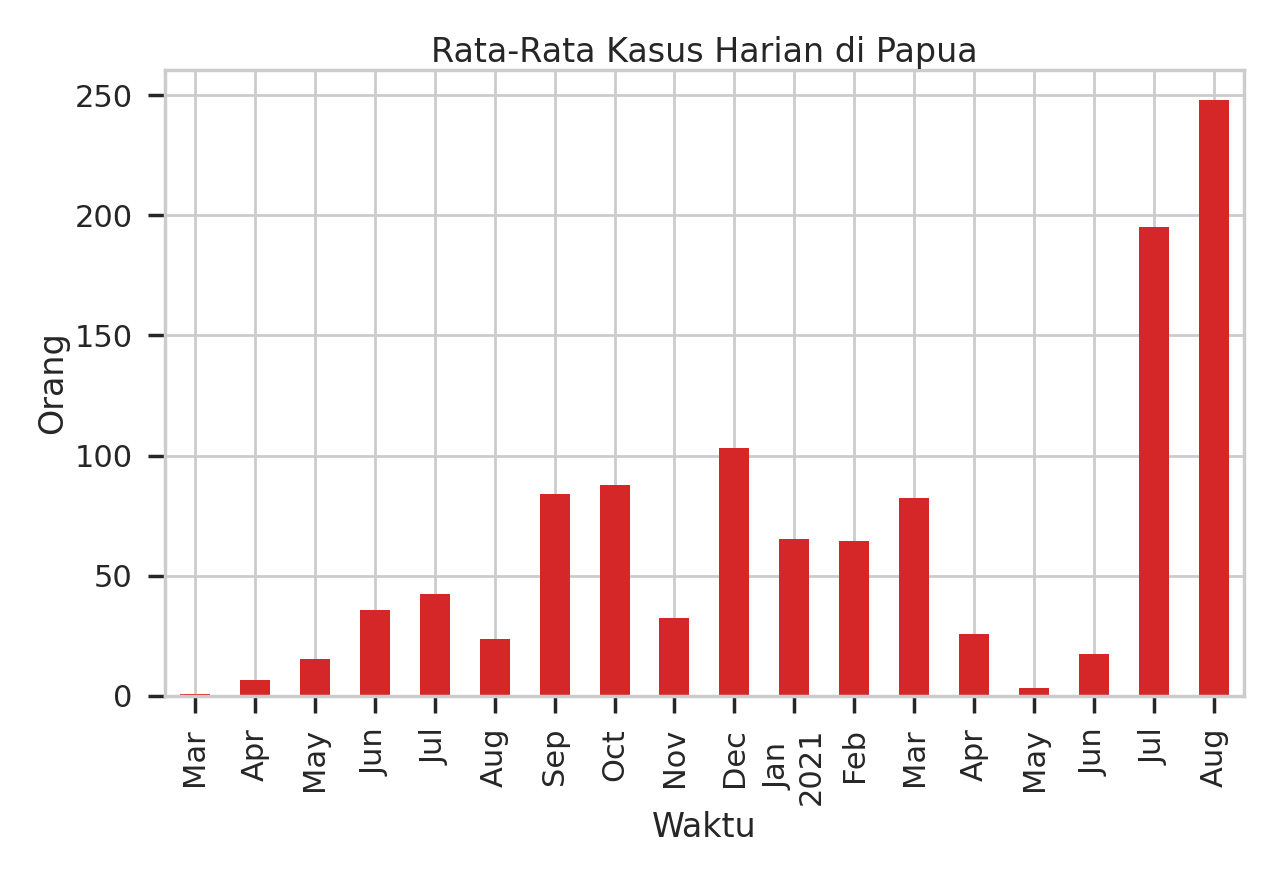 Rata-Rata Kasus Harian di Papua
250
200
150
100
50
0
Orang
Mar
Apr
May
Jun
Jul
Aug
Sep
Oct
Nov
Dec
Jan
2021
Feb
Mar
Apr
May
Jun
Jul
Aug
Waktu